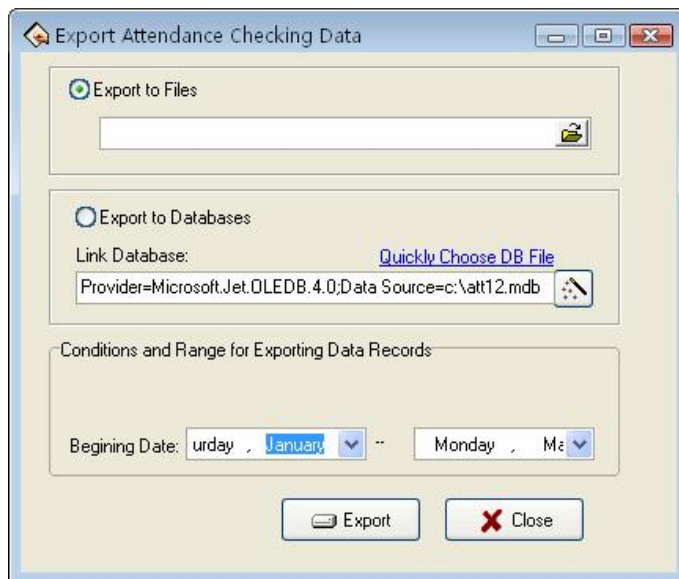 Export Attendance Checking Data
Export to Files
Export to Databases
Link Database: Quickly Choose DB File
Provider=Microsoft.Jet.OLEDB.4.0;Data Source=c:\att12.mdb
Conditions and Range for Exporting Data Records
Begining Date: urday , January -- Monday , Ma
Export Close